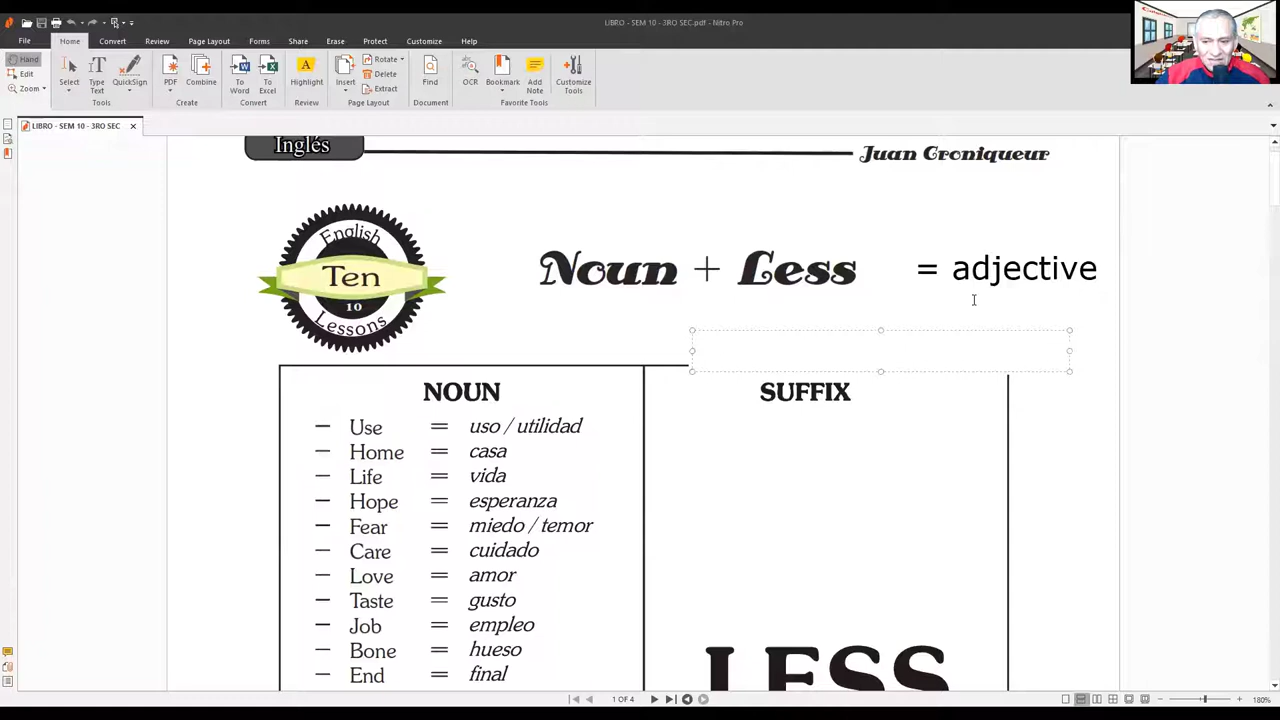 LIBRO - SEM 10 - 3RO SEC.pdf - Nitro Pro
File Home Convert Review Page Layout Forms Share Erase Protect Customize Help
Hand
Edit
Zoom
Select
Type Text
QuickSign
PDF
Combine
To Word
To Excel
Highlight
Insert
Rotate
Delete
Extract
Find
OCR
Bookmark
Add Note
Customize Tools
Tools Create Convert Review Page Layout Document Favorite Tools
LIBRO - SEM 10 - 3RO SEC
Inglés
Juan Croniqueur
English
Ten
10
Lessons
Noun + Less = adjective
NOUN SUFFIX
— Use = uso / utilidad
— Home = casa
— Life = vida
— Hope = esperanza
— Fear = miedo / temor
— Care = cuidado
— Love = amor
— Taste = gusto
— Job = empleo
— Bone = hueso
— End = final
LESS
1 OF 4
180%